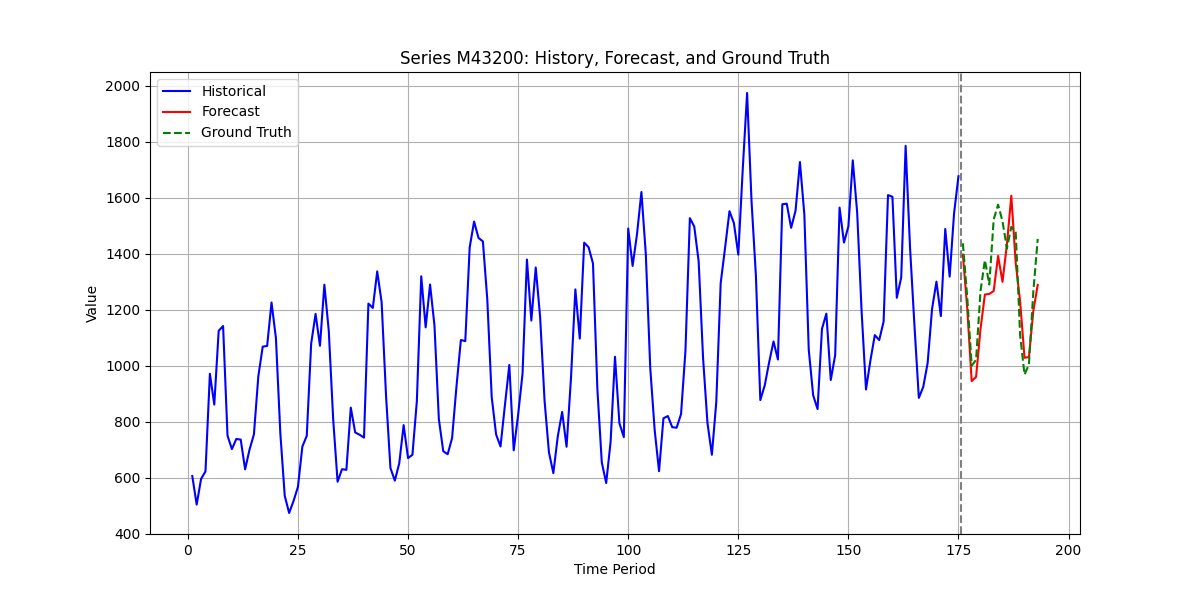 Series M43200: History, Forecast, and Ground Truth
Historical
Forecast
Ground Truth
2000
1800
1600
1400
1200
1000
800
600
400
Value
0 25 50 75 100 125 150 175 200
Time Period